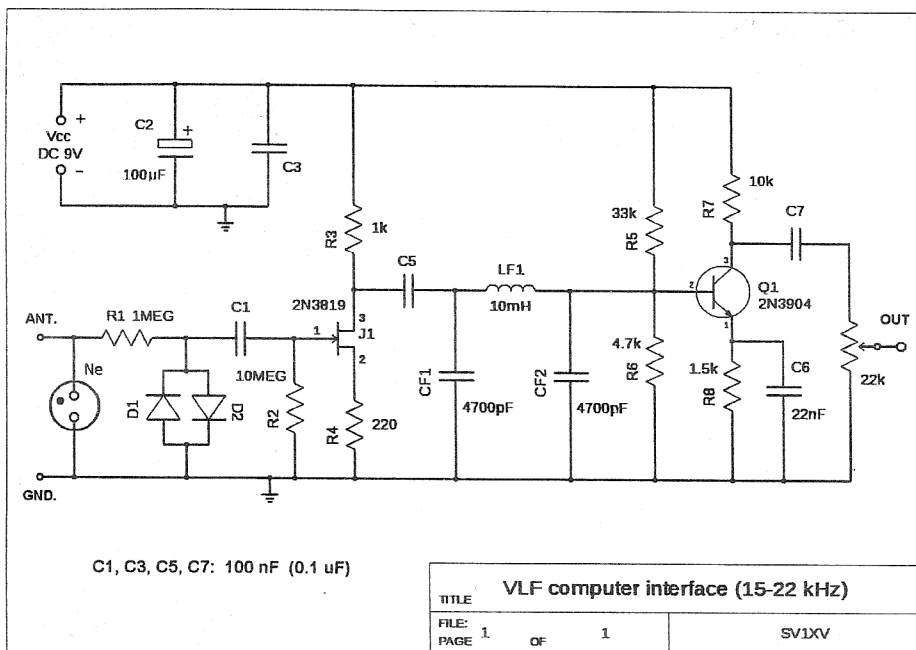 +
Vcc
DC 9V
−
C2
+
100µF
C3
R3
1k
C5
LF1
10mH
33k
R5
R7
10k
C7
2
3
1
Q1
2N3904
OUT
22k
ANT.
R1 1MEG
C1
2N3819
1
3
J1
2
10MEG
Ne
D1
D2
R2
R4
220
CF1
4700pF
CF2
4700pF
4.7k
R6
1.5k
R8
C6
22nF
GND.
C1, C3, C5, C7: 100 nF (0.1 uF)
TITLE VLF computer interface (15-22 kHz)
FILE:
PAGE 1 OF 1
SV1XV